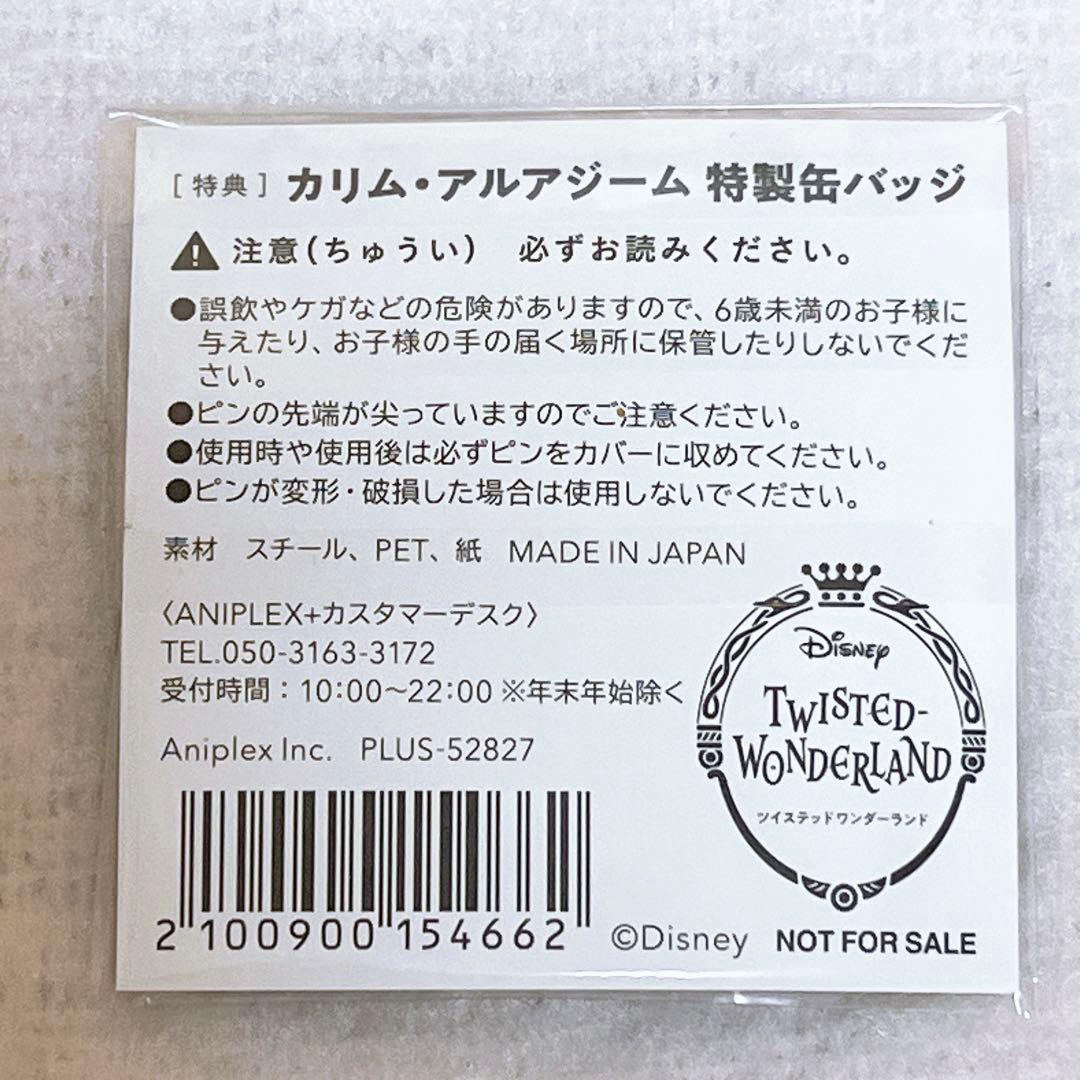 ［特典］ カリム・アルアジーム 特製缶バッジ
注意(ちゅうい) 必ずお読みください。
●誤飲やケガなどの危険がありますので、6歳未満のお子様に
与えたり、お子様の手の届く場所に保管したりしないでくだ
さい。
●ピンの先端が尖っていますのでご注意ください。
●使用時や使用後は必ずピンをカバーに収めてください。
●ピンが変形・破損した場合は使用しないでください。
素材 スチール、PET、紙 MADE IN JAPAN
〈ANIPLEX+カスタマーデスク〉
TEL.050-3163-3172
受付時間：10:00～22:00 ※年末年始除く
Aniplex Inc. PLUS-52827
Disney
TWISTED-
WONDERLAND
ツイステッドワンダーランド
2 100900 154662
©Disney NOT FOR SALE